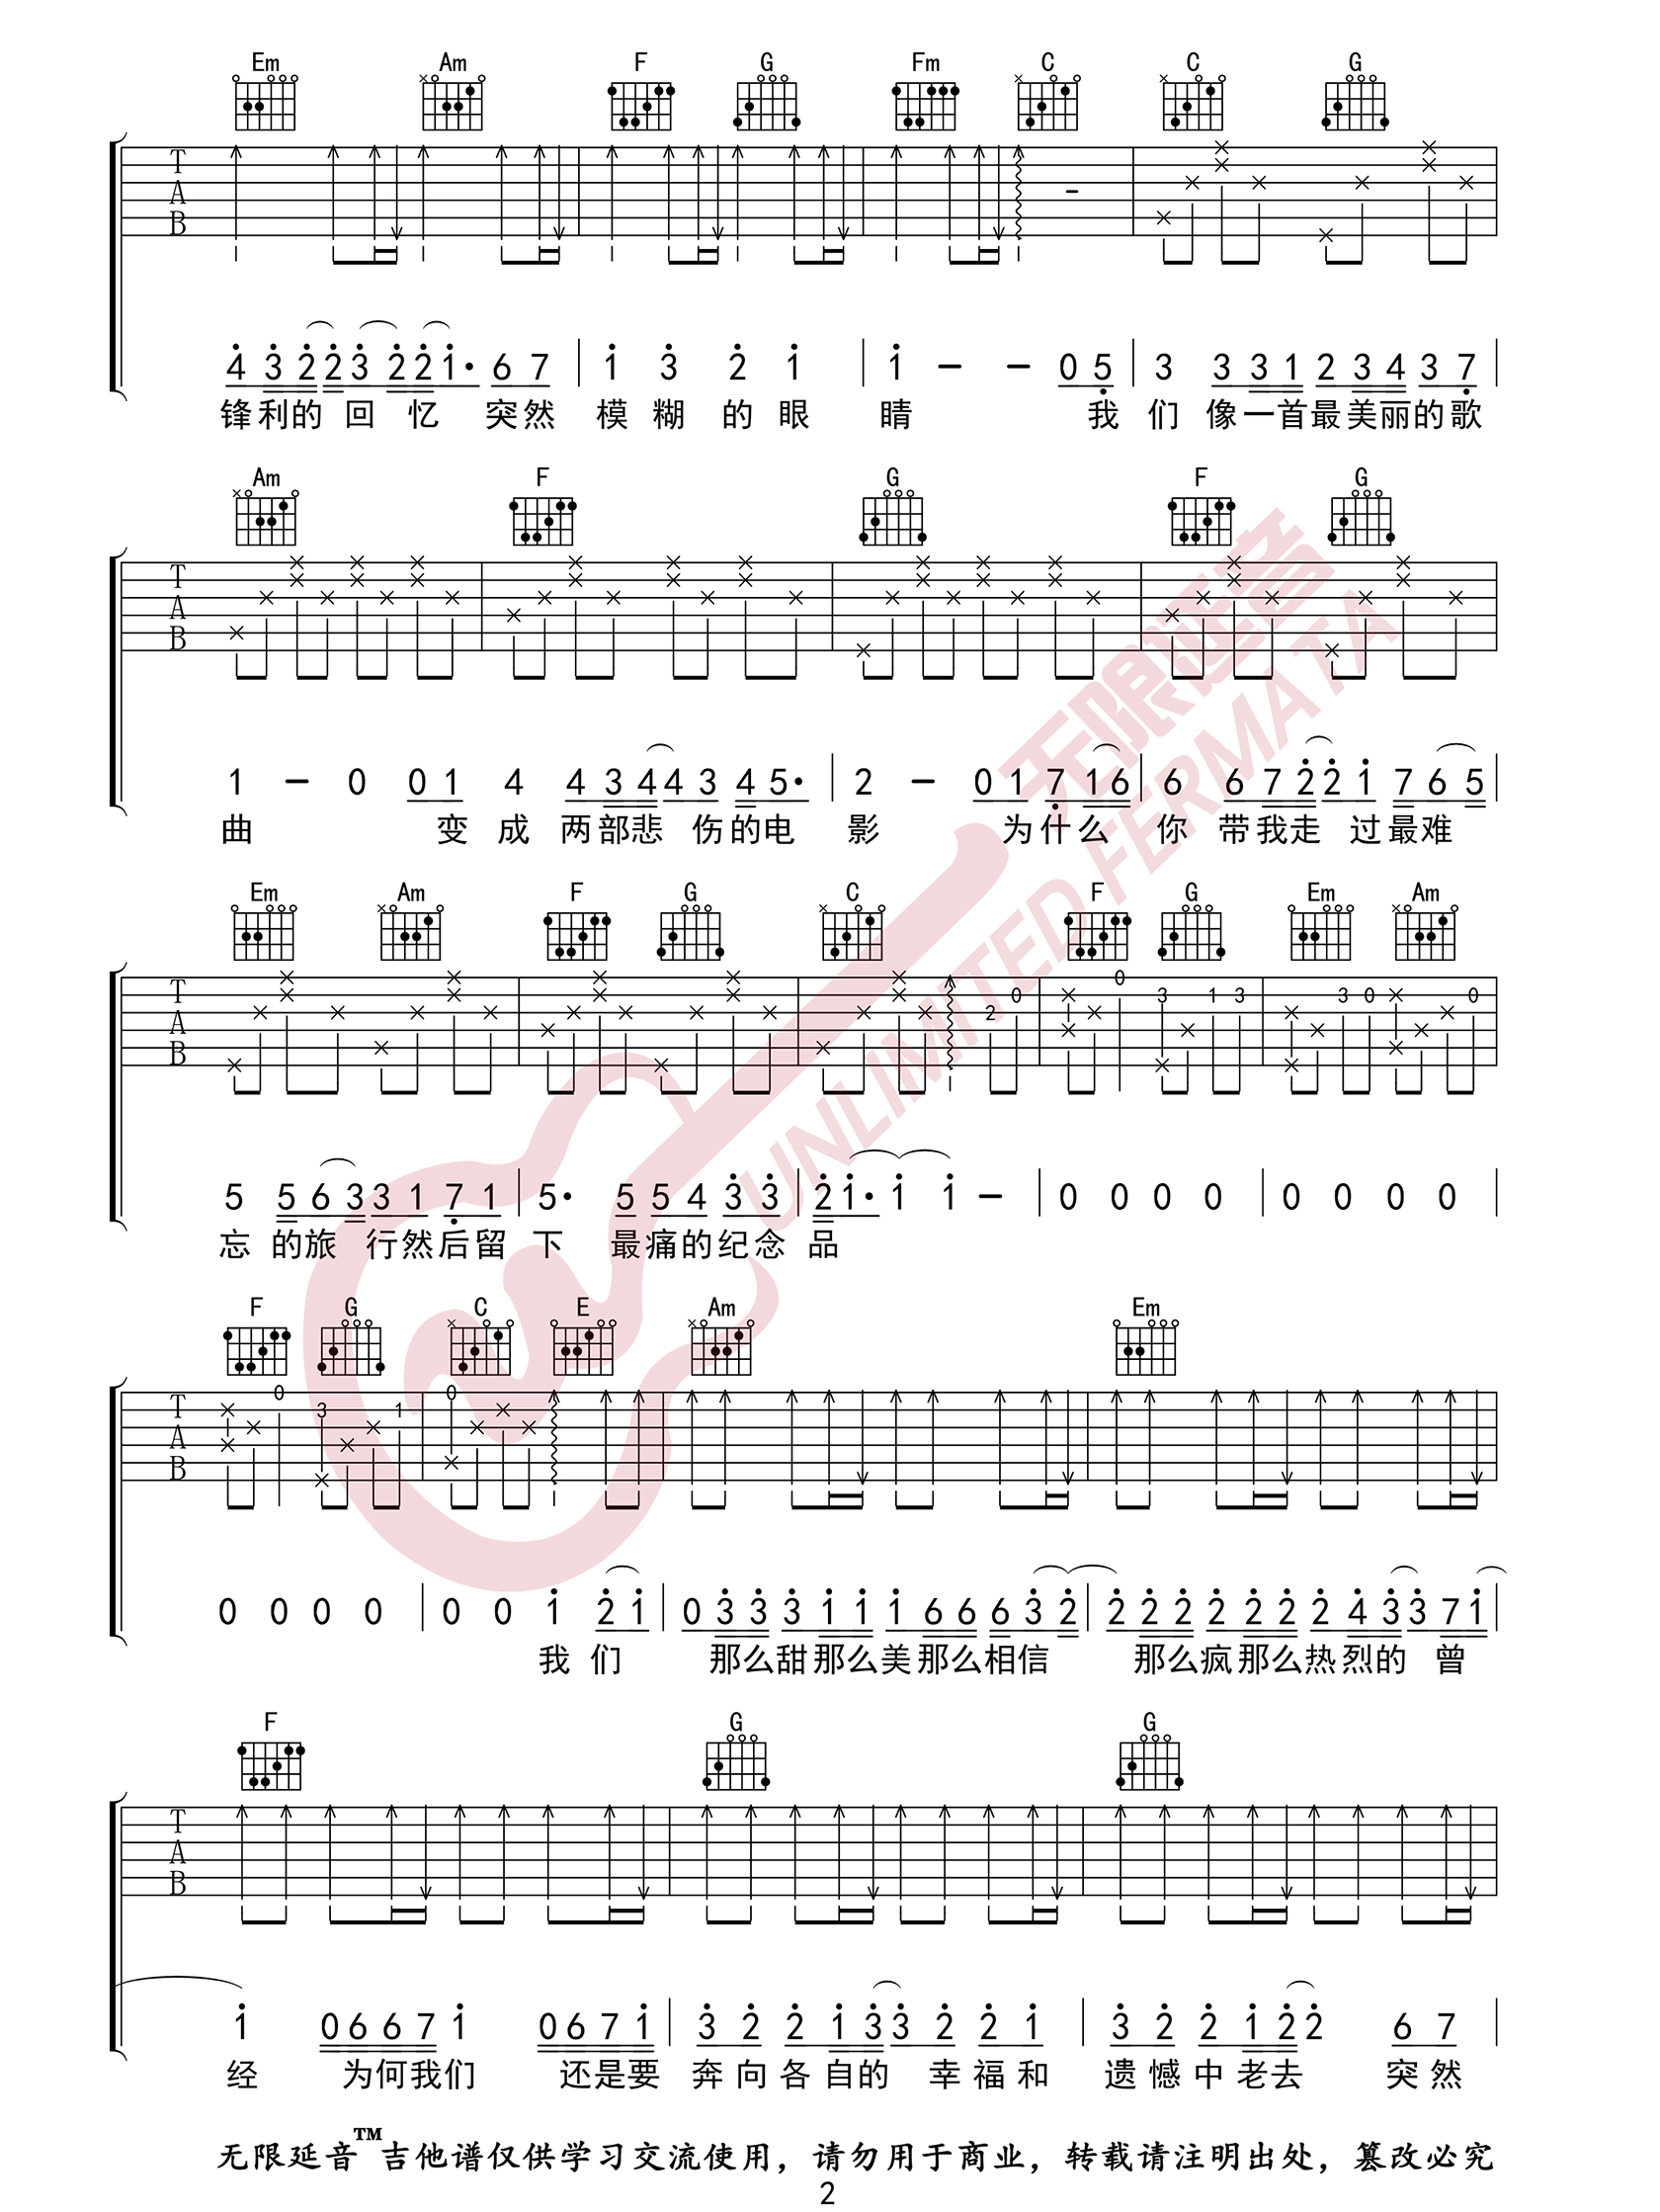 Em Am F G Fm C C G
T
A
B
4 3 2 2 3 2 2 1· 6 7 | 1 3 2 1 | 1 - - 0 5 | 3 3 3 1 2 3 4 3 7 |
锋利的 回 忆 突然 模 糊 的 眼 睛 我 们 像一首最美丽的歌
Am F G F G
T
A
B
1 - 0 0 1 4 4 3 4 4 3 4 5· | 2 - 0 1 7 1 6 | 6 6 7 2 2 1 7 6 5 |
曲 变 成 两部悲 伤的电 影 为什么 你 带我走 过最难
Em Am F G C F G Em Am
T
A
B
0 3 1 3 3 0 0
2 0
5 5 6 3 3 1 7 1 | 5· 5 5 4 3 3 | 2 1· 1 1 - | 0 0 0 0 | 0 0 0 0 |
忘 的旅 行然后留 下 最痛的纪念 品
F G C E Am Em
T
A
B
0 3 1 0
0 0 0 0 | 0 0 1 2 1 | 0 3 3 3 1 1 1 6 6 6 3 2 | 2 2 2 2 2 2 2 4 3 3 7 1 |
我 们 那么甜那么美那么相信 那么疯那么热烈的 曾
F G G
T
A
B
1 0 6 6 7 1 0 6 7 1 | 3 2 2 1 3 3 2 2 1 | 3 2 2 1 2 2 6 7 |
经 为何我们 还是要 奔向各自的 幸福和 遗憾中老去 突然
无限延音™吉他谱仅供学习交流使用，请勿用于商业，转载请注明出处，篡改必究
2
无限延音
UNLIMITED FERMATA